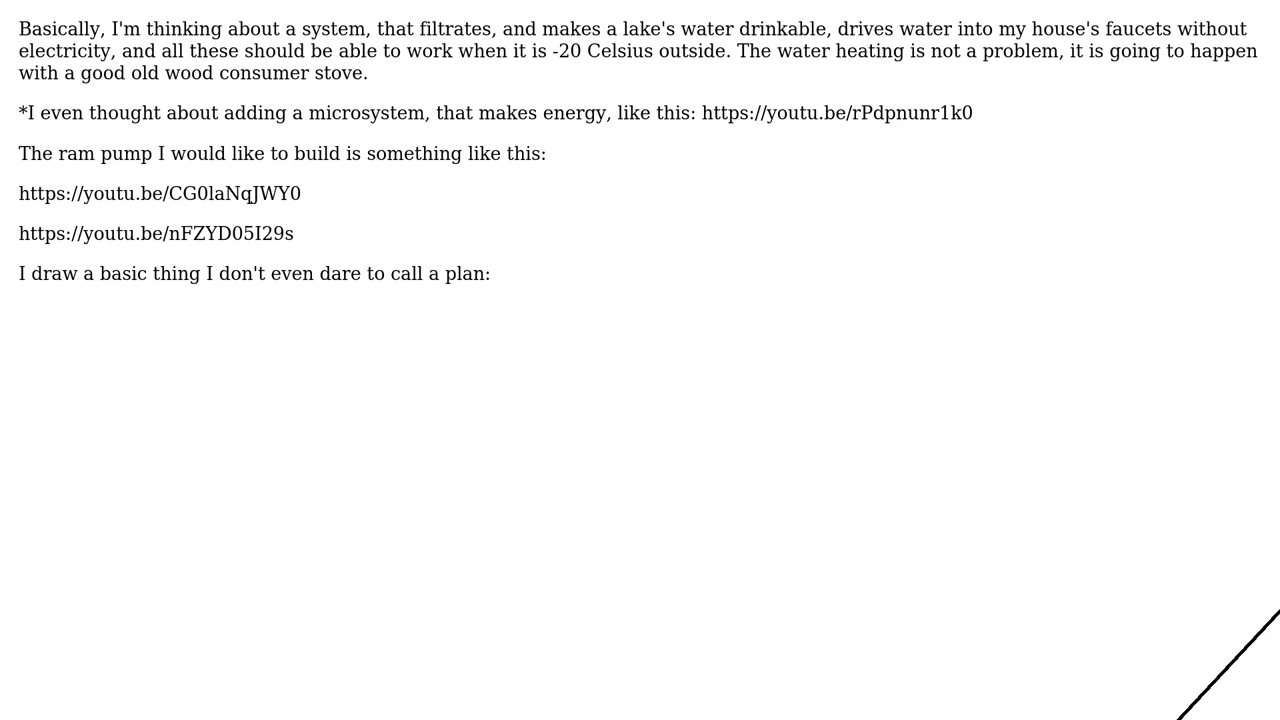 Basically, I'm thinking about a system, that filtrates, and makes a lake's water drinkable, drives water into my house's faucets without
electricity, and all these should be able to work when it is -20 Celsius outside. The water heating is not a problem, it is going to happen
with a good old wood consumer stove.
*I even thought about adding a microsystem, that makes energy, like this: https://youtu.be/rPdpnunr1k0
The ram pump I would like to build is something like this:
https://youtu.be/CG0laNqJWY0
https://youtu.be/nFZYD05I29s
I draw a basic thing I don't even dare to call a plan: